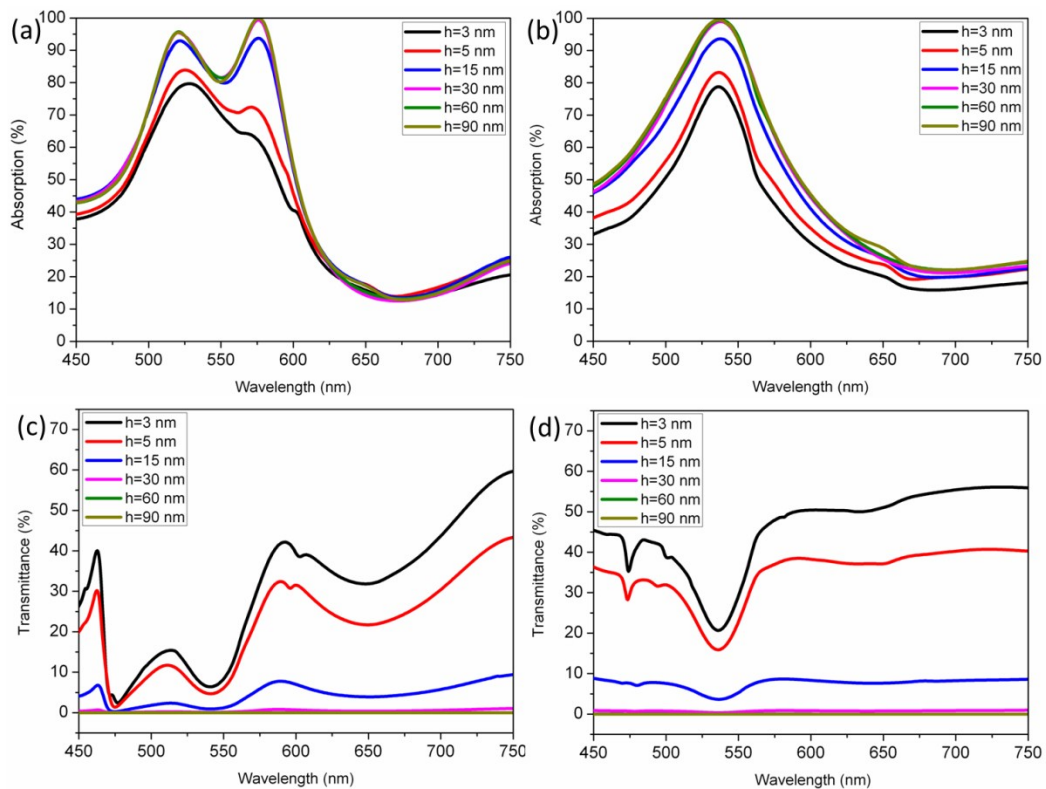 (a)
h=3 nm
h=5 nm
h=15 nm
h=30 nm
h=60 nm
h=90 nm
Absorption (%)
100
90
80
70
60
50
40
30
20
10
0
450 500 550 600 650 700 750
Wavelength (nm)
(b)
h=3 nm
h=5 nm
h=15 nm
h=30 nm
h=60 nm
h=90 nm
Absorption (%)
100
90
80
70
60
50
40
30
20
10
0
450 500 550 600 650 700 750
Wavelength (nm)
(c)
h=3 nm
h=5 nm
h=15 nm
h=30 nm
h=60 nm
h=90 nm
Transmittance (%)
70
60
50
40
30
20
10
0
450 500 550 600 650 700 750
Wavelength (nm)
(d)
h=3 nm
h=5 nm
h=15 nm
h=30 nm
h=60 nm
h=90 nm
Transmittance (%)
70
60
50
40
30
20
10
0
450 500 550 600 650 700 750
Wavelength (nm)